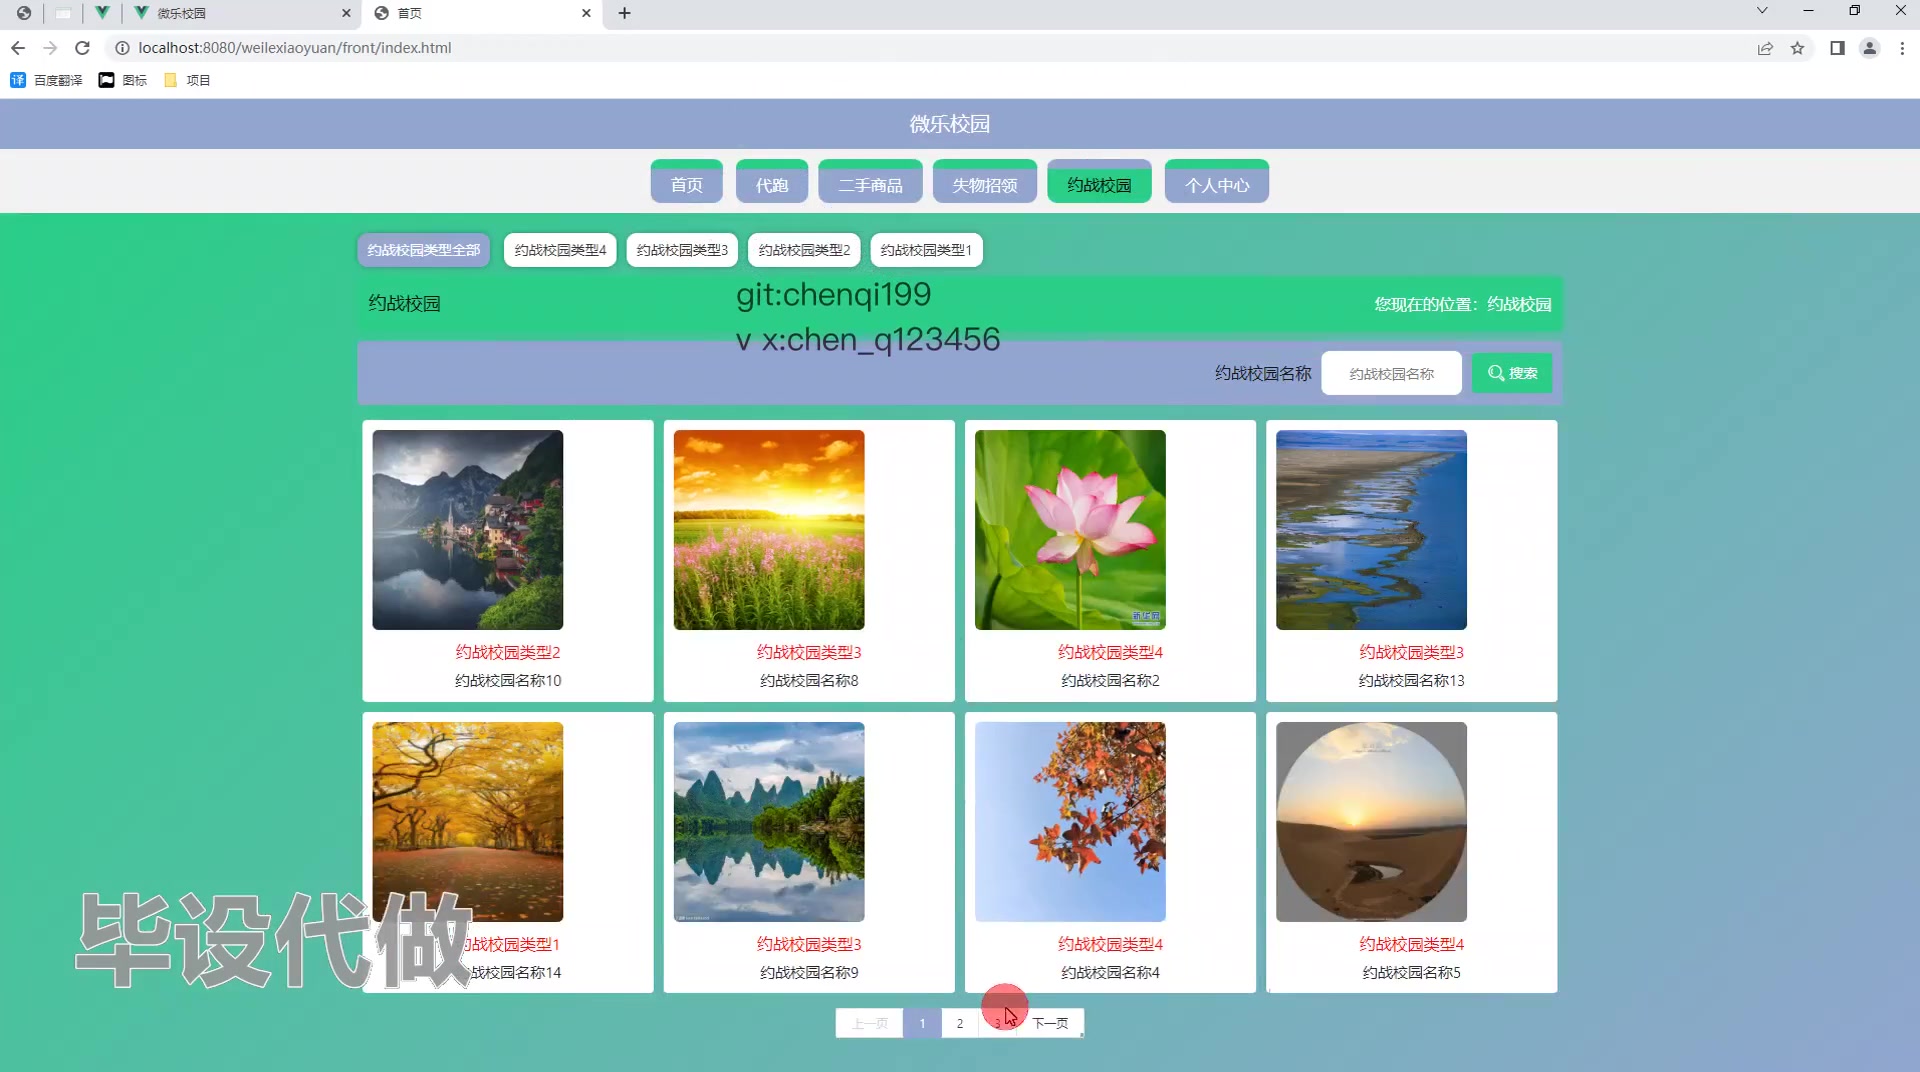 微乐校园
首页
localhost:8080/weilexiaoyuan/front/index.html
百度翻译 图标 项目
微乐校园
首页 代跑 二手商品 失物招领 约战校园 个人中心
约战校园类型全部 约战校园类型4 约战校园类型3 约战校园类型2 约战校园类型1
约战校园
git:chenqi199
您现在的位置：约战校园
v x:chen_q123456
约战校园名称 约战校园名称 搜索
新华网
约战校园类型2 约战校园类型3 约战校园类型4 约战校园类型3
约战校园名称10 约战校园名称8 约战校园名称2 约战校园名称13
毕设代做
约战校园类型1 约战校园类型3 约战校园类型4 约战校园类型4
战校园名称14 约战校园名称9 约战校园名称4 约战校园名称5
上一页 1 2 3 下一页